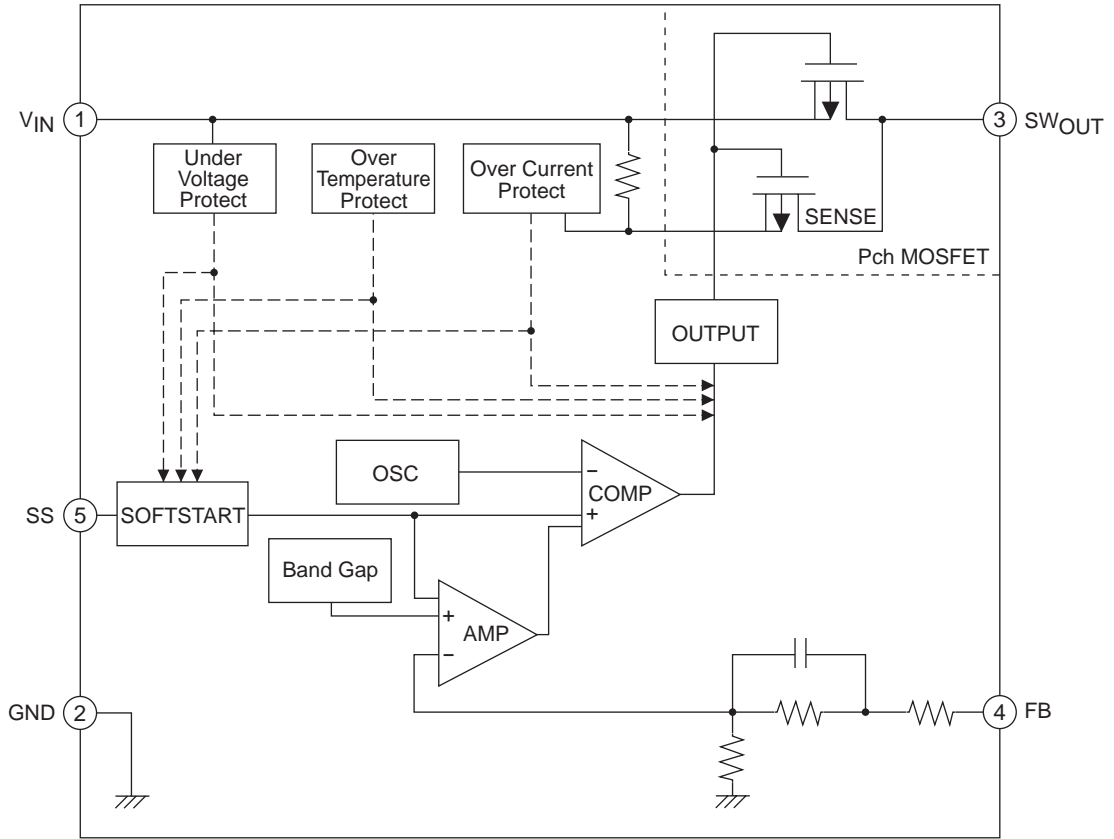 VIN
1
3
SWOUT
Under
Voltage
Protect
Over
Temperature
Protect
Over Current
Protect
SENSE
Pch MOSFET
OUTPUT
OSC
−
COMP
+
SS
5
SOFTSTART
Band Gap
+
AMP
−
GND
2
4
FB